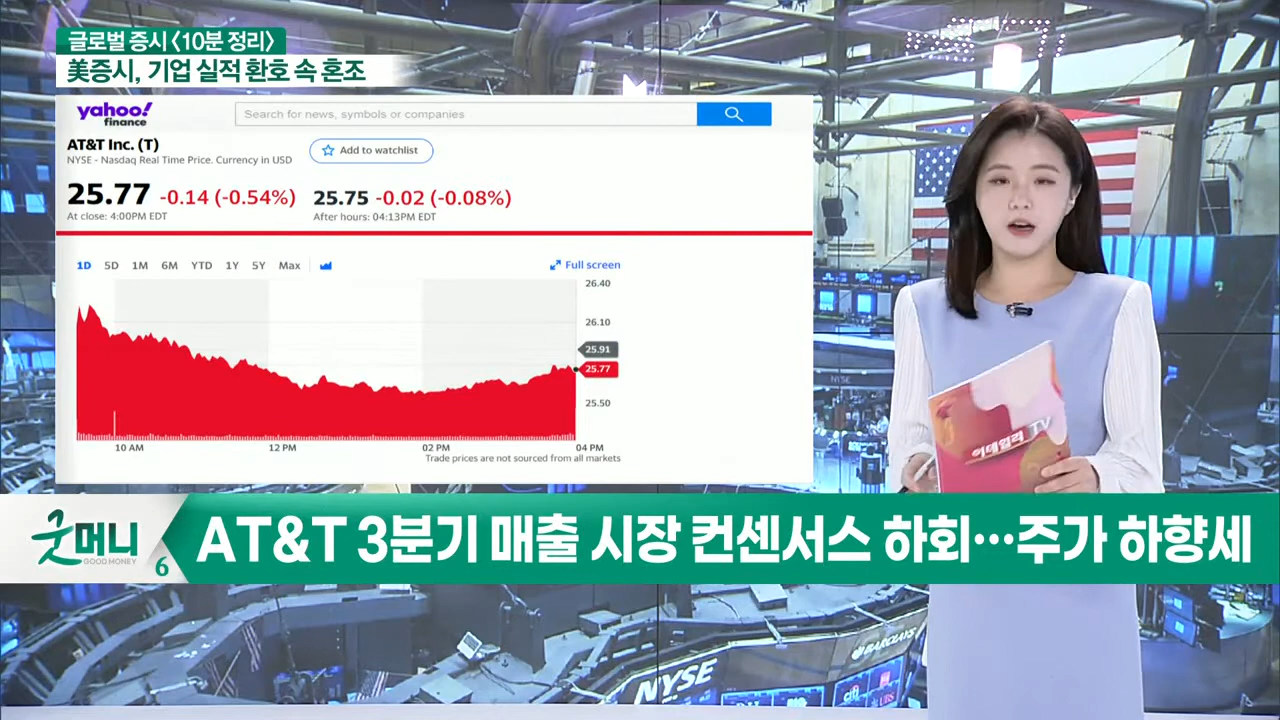 글로벌 증시 <10분 정리>
美증시, 기업 실적 환호 속 혼조
yahoo!
finance
Search for news, symbols or companies
AT&T Inc. (T)
NYSE - Nasdaq Real Time Price. Currency in USD
Add to watchlist
25.77 -0.14 (-0.54%)
At close: 4:00PM EDT
25.75 -0.02 (-0.08%)
After hours: 04:13PM EDT
1D 5D 1M 6M YTD 1Y 5Y Max
Full screen
26.40
26.10
25.91
25.77
25.50
10 AM 12 PM 02 PM 04 PM
Trade prices are not sourced from all markets
이데일리 TV
NYSE
굿머니
GOOD MONEY
6
AT&T 3분기 매출 시장 컨센서스 하회…주가 하향세
BARCLAYS
NYSE
citi
UBS